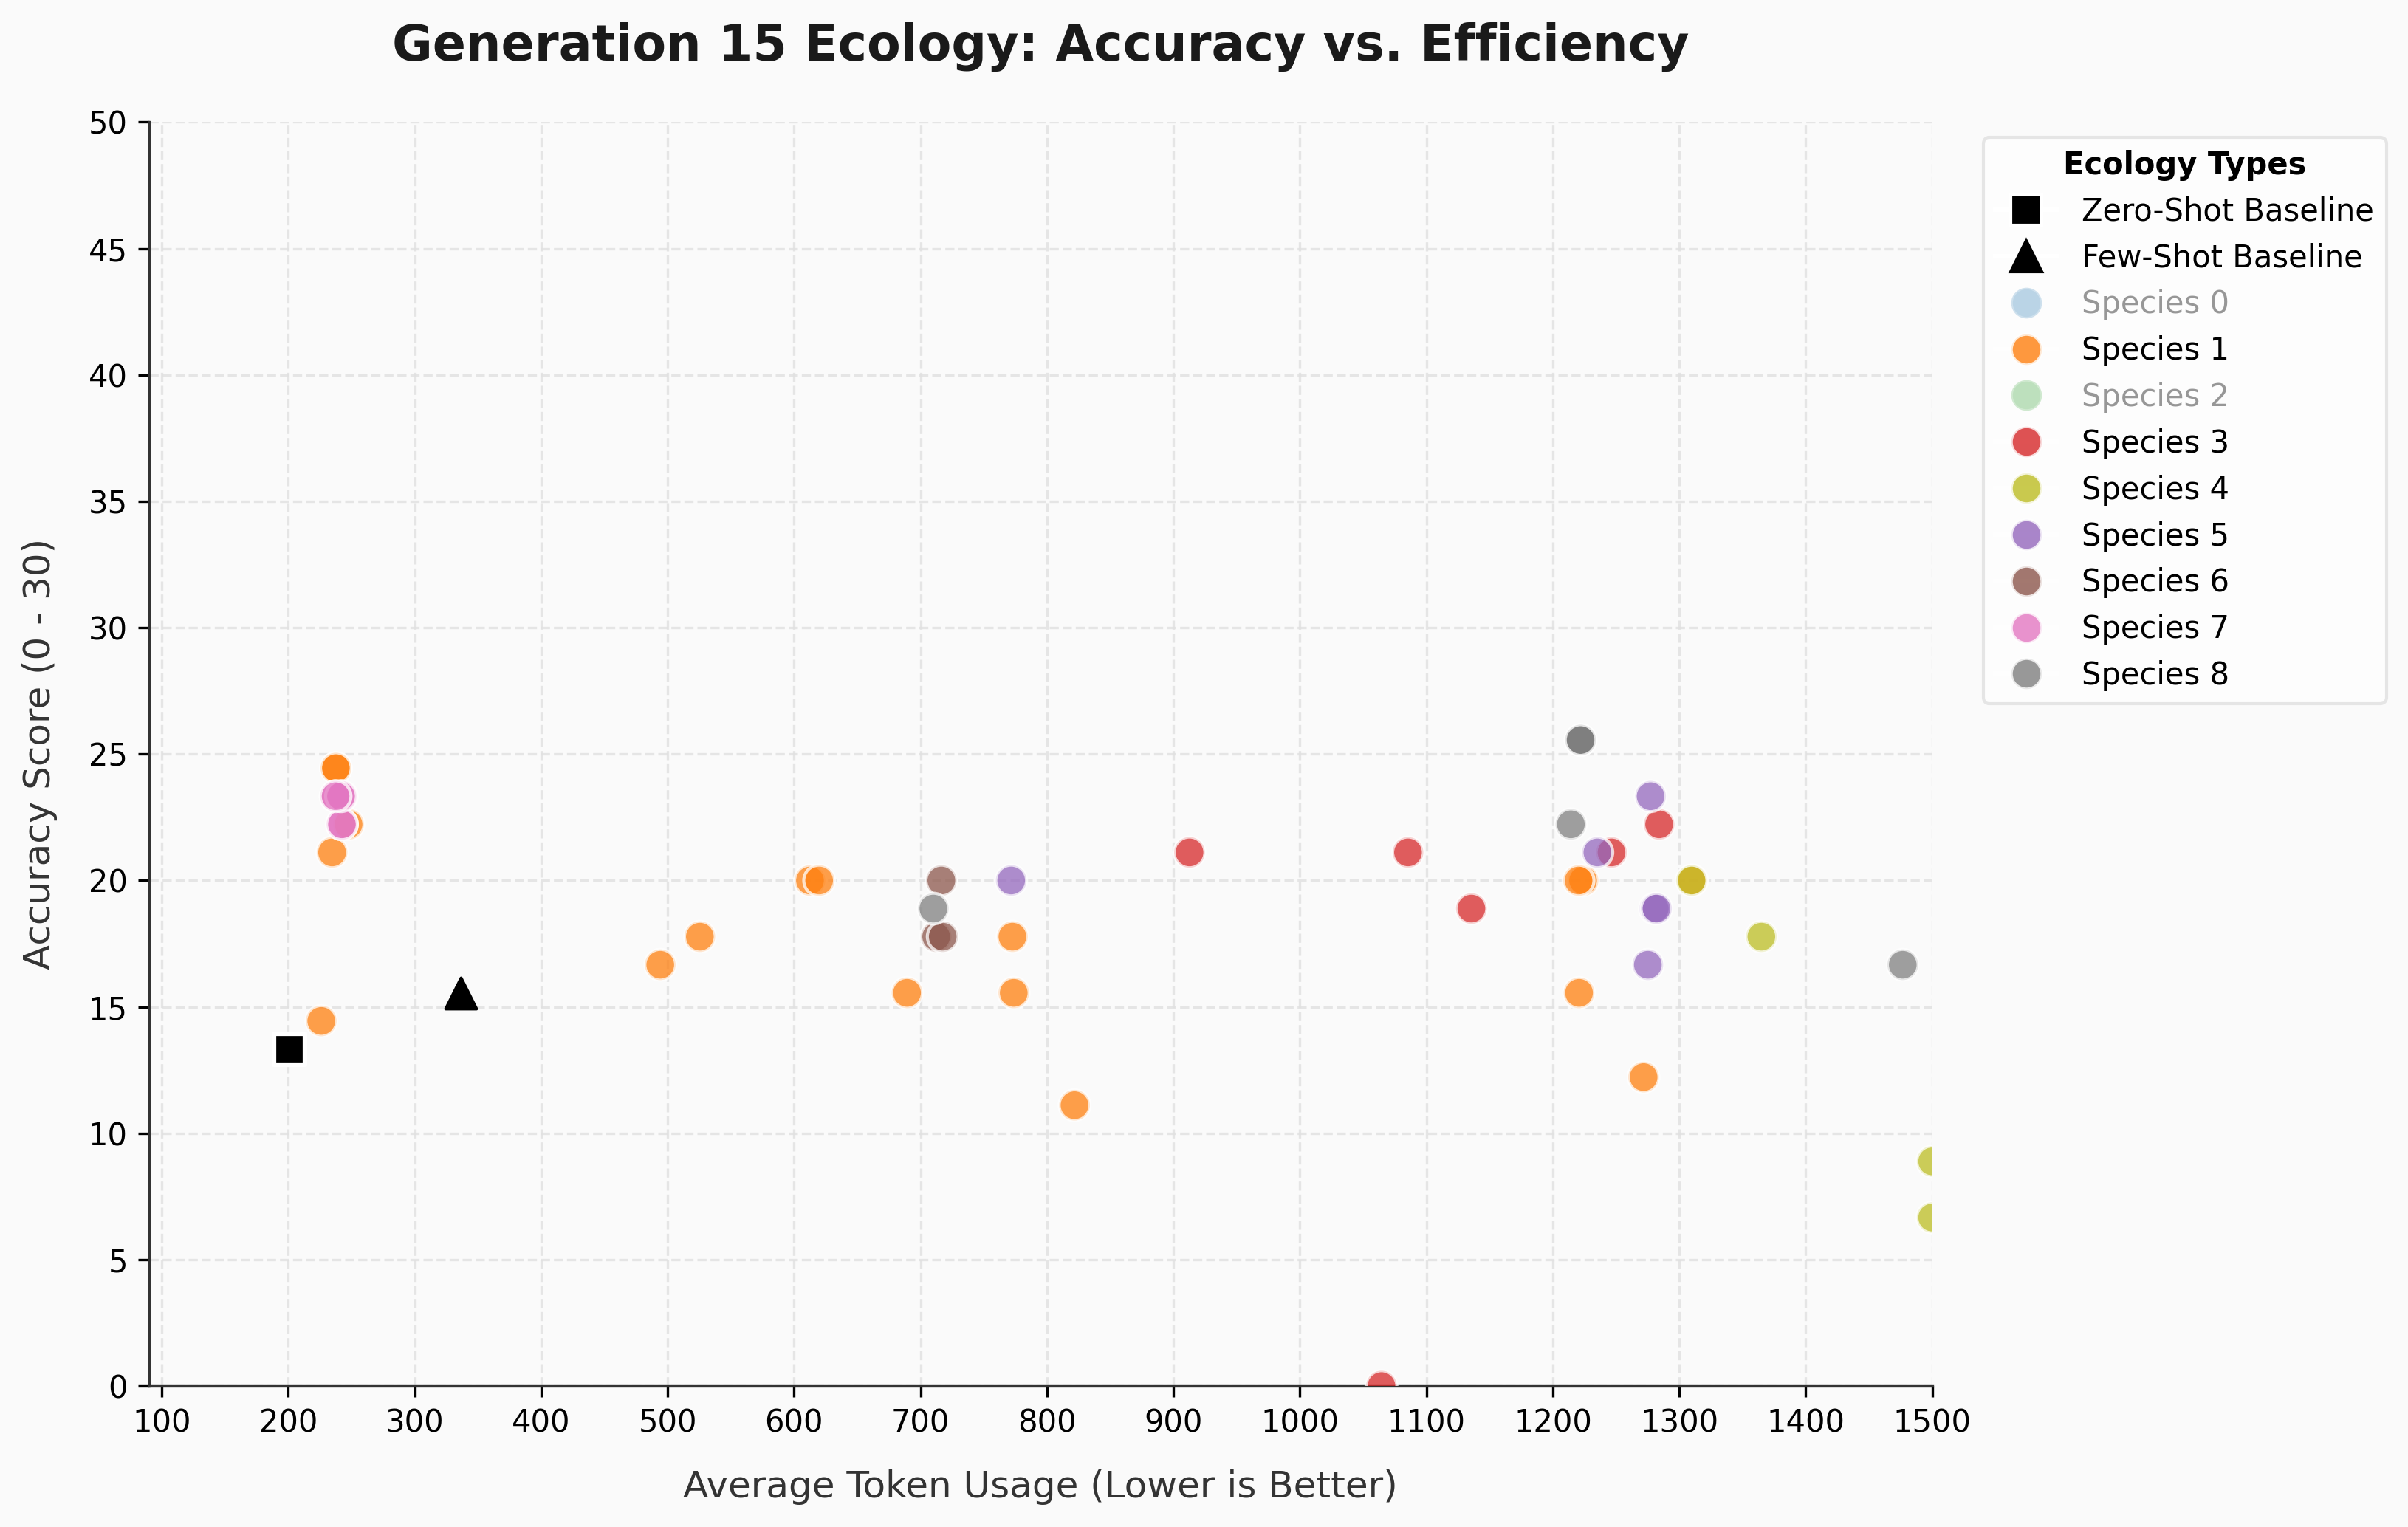 Generation 15 Ecology: Accuracy vs. Efficiency
Accuracy Score (0 - 30)
50
45
40
35
30
25
20
15
10
5
0
100 200 300 400 500 600 700 800 900 1000 1100 1200 1300 1400 1500
Average Token Usage (Lower is Better)
Ecology Types
Zero-Shot Baseline
Few-Shot Baseline
Species 0
Species 1
Species 2
Species 3
Species 4
Species 5
Species 6
Species 7
Species 8